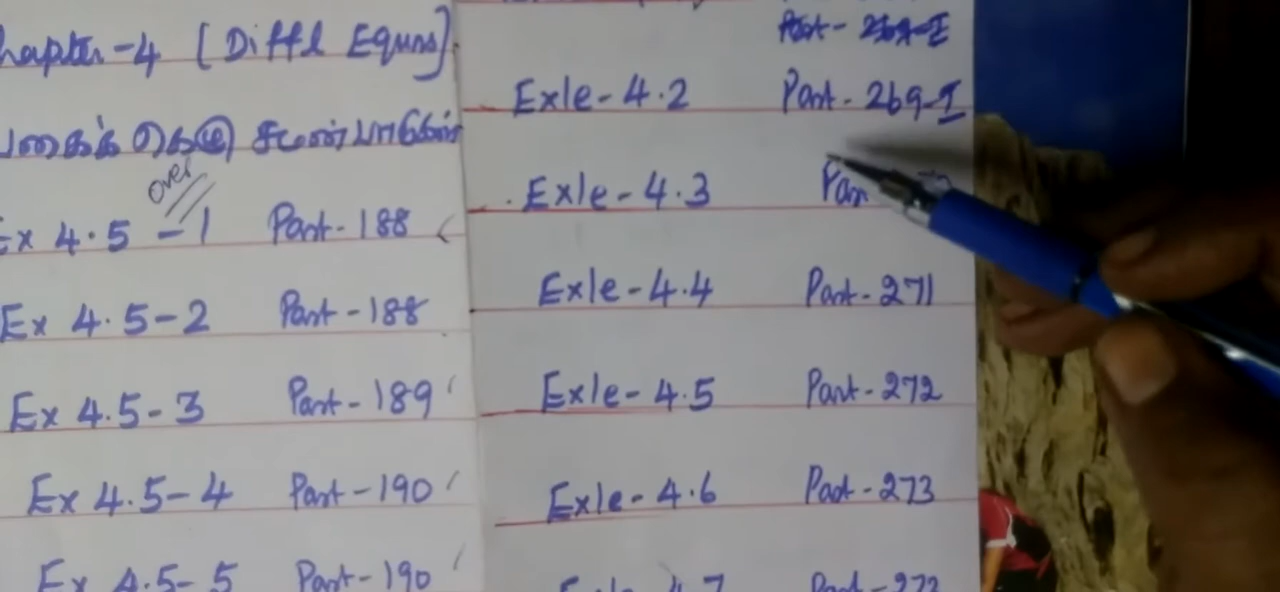 Chapter-4 [Diffl Equns]
over
Ex 4.5 -1 Part-188
Ex 4.5-2 Part-188
Ex 4.5-3 Part-189
Ex 4.5-4 Part-190
Ex 4.5-5 Part-190
Exle-4.2 Part-269-I
Exle-4.3
Exle-4.4 Part-271
Exle-4.5 Part-272
Exle-4.6 Part-273